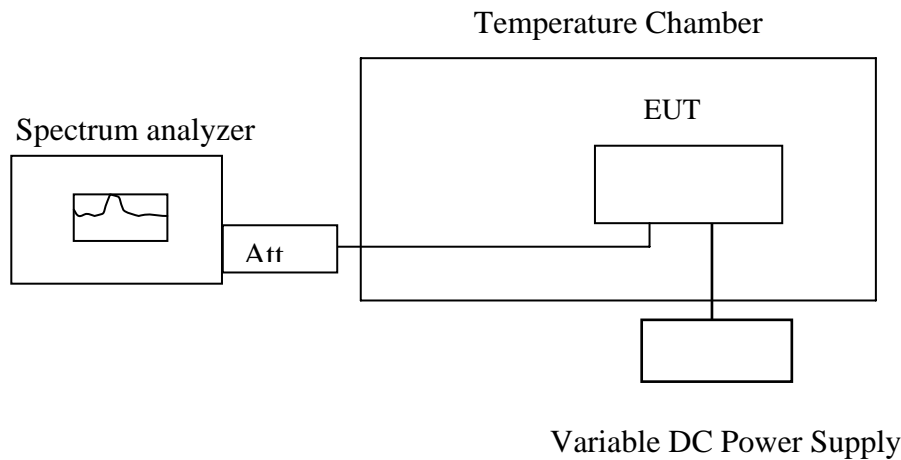 Temperature Chamber
EUT
Spectrum analyzer
Att
Variable DC Power Supply